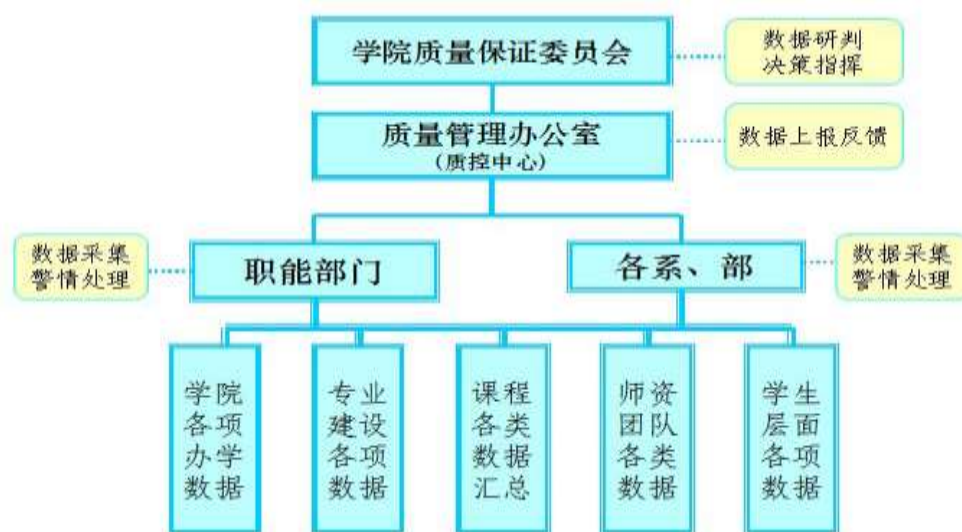 学院质量保证委员会
数据研判
决策指挥
质量管理办公室
(质控中心)
数据上报反馈
数据采集
警情处理
职能部门
各系、部
数据采集
警情处理
学院
各项
办学
数据
专业
建设
各项
数据
课程
各类
数据
汇总
师资
团队
各类
数据
学生
层面
各项
数据